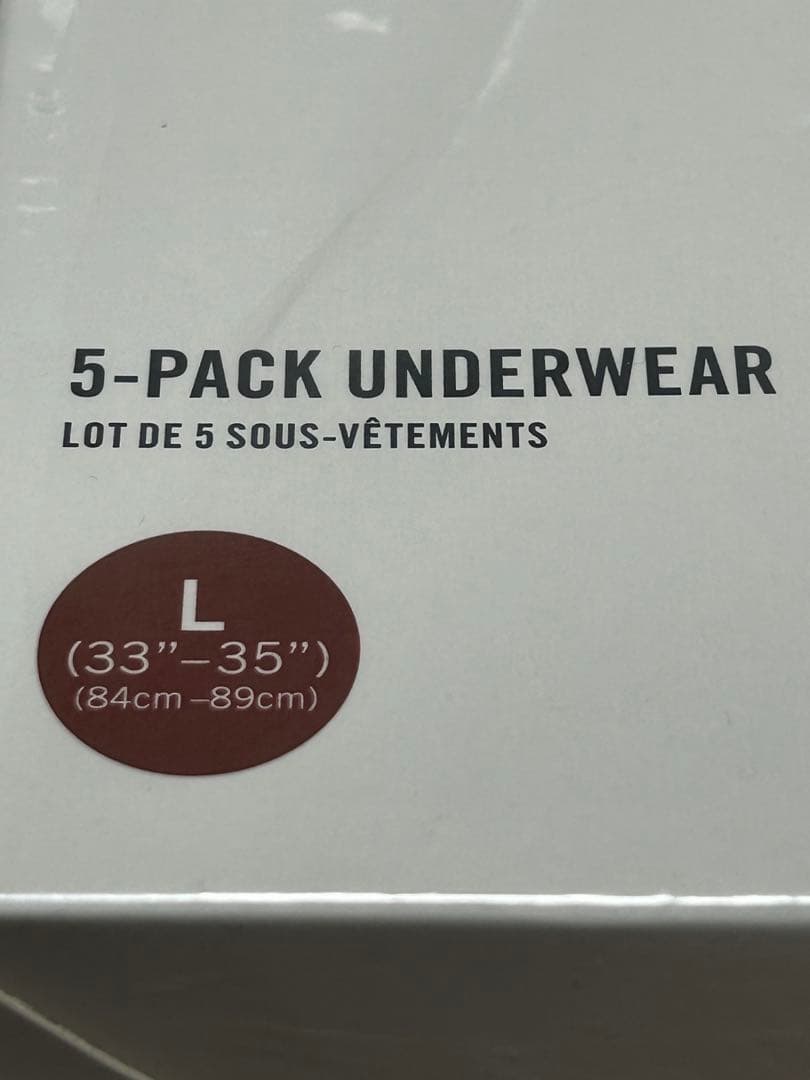 5-PACK UNDERWEAR
LOT DE 5 SOUS-VÊTEMENTS
L
(33”–35”)
(84cm–89cm)